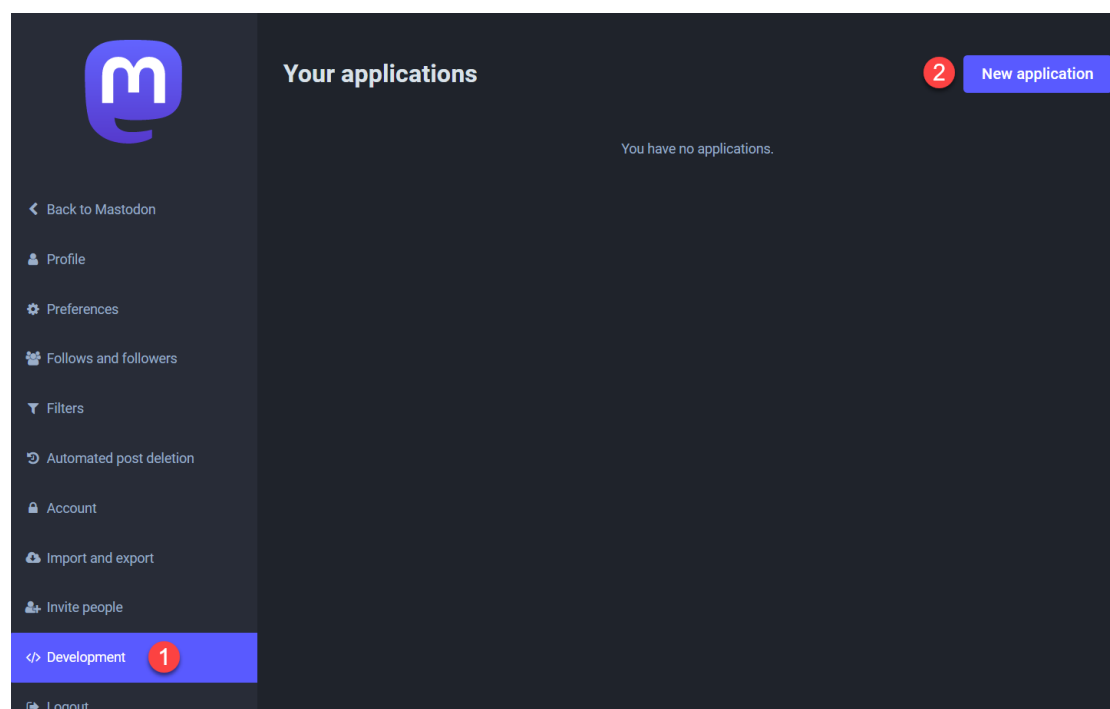 Your applications
2
New application
You have no applications.
Back to Mastodon
Profile
Preferences
Follows and followers
Filters
Automated post deletion
Account
Import and export
Invite people
</> Development
1
Logout